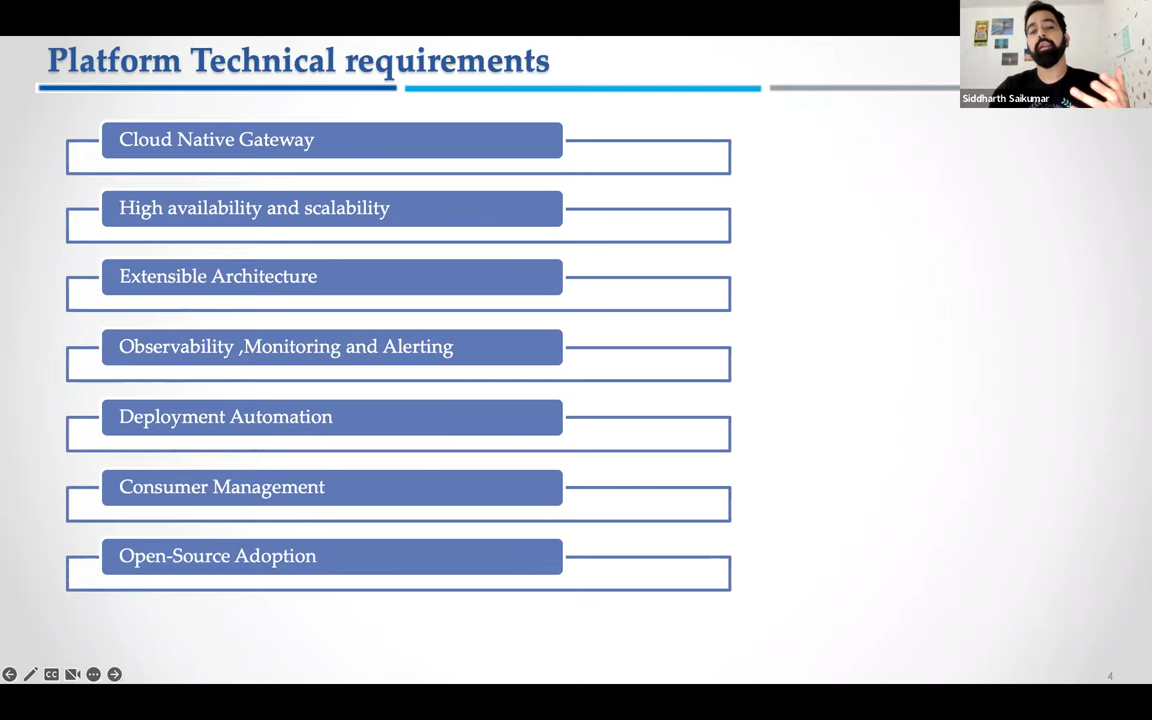 Platform Technical requirements
Siddharth Saikumar
Cloud Native Gateway
High availability and scalability
Extensible Architecture
Observability ,Monitoring and Alerting
Deployment Automation
Consumer Management
Open-Source Adoption
CC
4